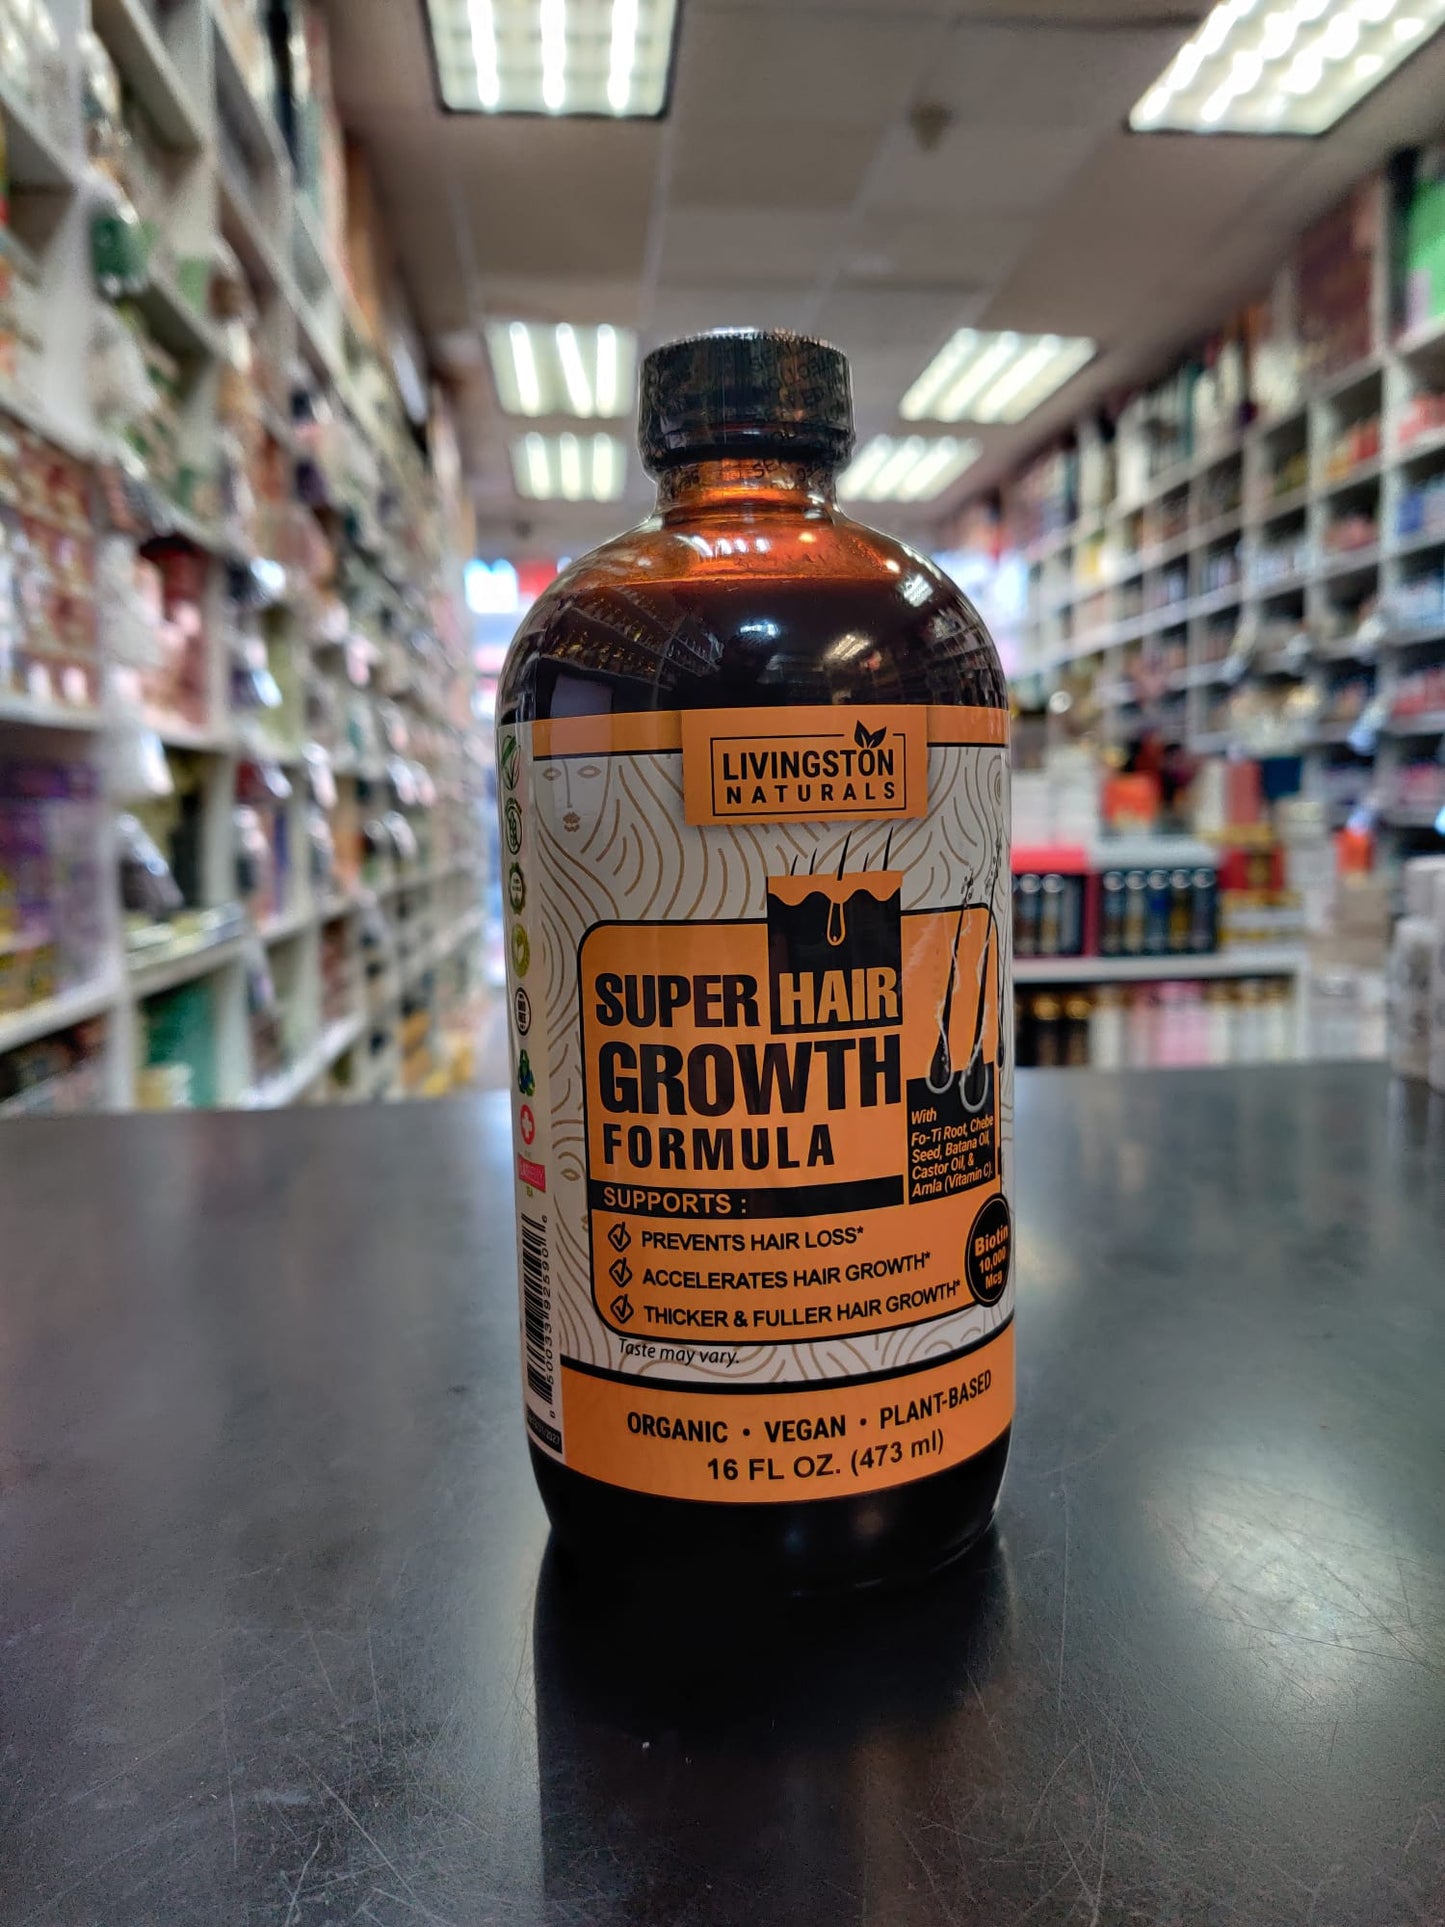 LIVINGSTON
NATURALS
SUPER HAIR
GROWTH
FORMULA
With
Fo-Ti Root, Chebe
Seed, Batana Oil,
Castor Oil, &
Amla (Vitamin C).
SUPPORTS :
PREVENTS HAIR LOSS*
ACCELERATES HAIR GROWTH*
THICKER & FULLER HAIR GROWTH*
Biotin
10,000
Mcg
Taste may vary.
ORGANIC • VEGAN • PLANT-BASED
16 FL OZ. (473 ml)